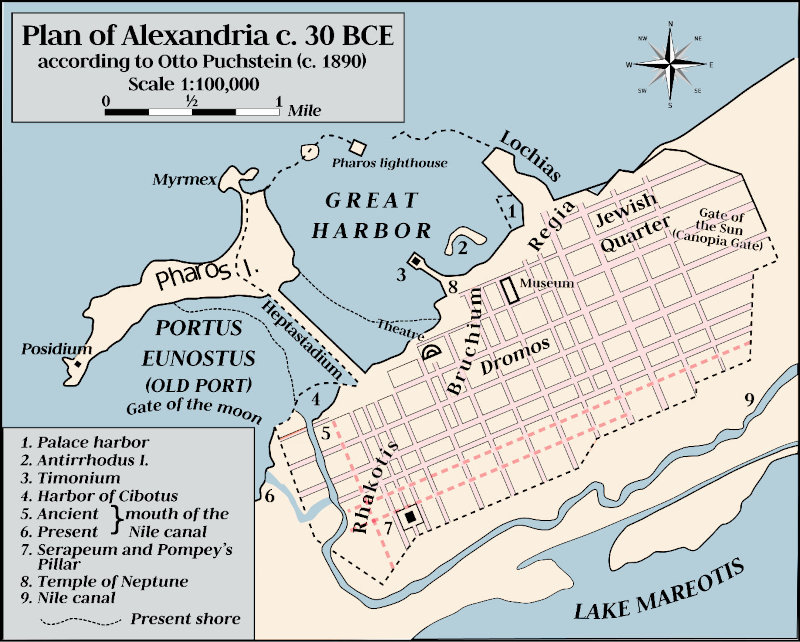 Plan of Alexandria c. 30 BCE
according to Otto Puchstein (c. 1890)
Scale 1:100,000
0 ½ 1 Mile
N
NW NE
W E
SW SE
S
Lochias
Pharos lighthouse
Myrmex
GREAT
HARBOR
1
2
3
8
Regia
Jewish
Quarter
Gate of
the Sun
(Canopia Gate)
Museum
Pharos I.
Heptastadium
Theatre
Bruchium
Dromos
PORTUS
EUNOSTUS
(OLD PORT)
Posidium
Gate of the moon
4
5
6
Rhakotis
7
9
LAKE MAREOTIS
1. Palace harbor
2. Antirrhodus I.
3. Timonium
4. Harbor of Cibotus
5. Ancient } mouth of the
6. Present Nile canal
7. Serapeum and Pompey's
Pillar
8. Temple of Neptune
9. Nile canal
Present shore